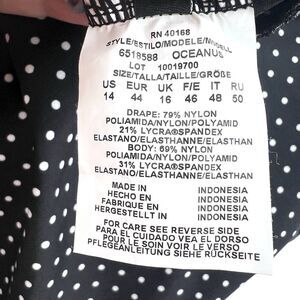 RN 40168
STYLE/ESTILO/MODELE/MODELL
6518588 OCEANUS
LOT 10019700
SIZE/TALLA/TAILLE/GRÖßE
US EUR UK F/E IT RU
14 44 16 46 48 50
DRAPE: 79% NYLON
POLIAMIDA/NYLON/POLYAMID
21% LYCRA®SPANDEX
ELASTANO/ELASTHANNE/ELASTHAN
BODY: 69% NYLON
POLIAMIDA/NYLON/POLYAMID
31% LYCRA®SPANDEX
ELASTANO/ELASTHANNE/ELASTHAN
MADE IN INDONESIA
HECHO EN INDONESIA
FABRIQUE EN INDONESIA
HERGESTELLT IN INDONESIA
FOR CARE SEE REVERSE SIDE
PARA EL CUIDADO VEA EL DORSO
POUR LE SOIN VOIR LE VERSO
PFLEGEANLEITUNG SIEHE RÜCKSEITE